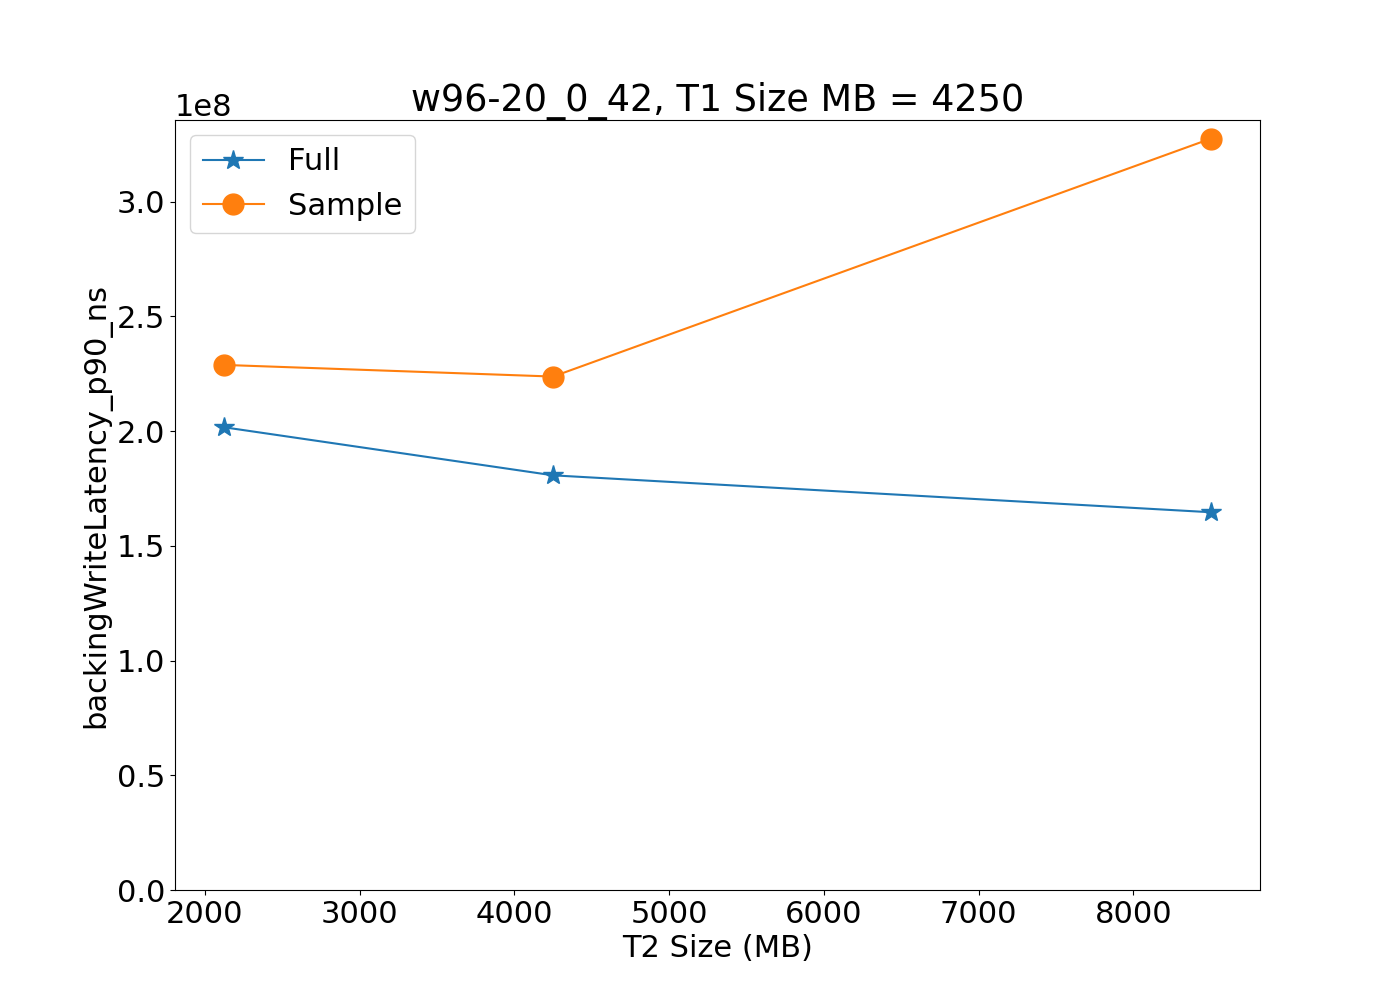 w96-20_0_42, T1 Size MB = 4250
1e8
Full
Sample
3.0
2.5
2.0
1.5
1.0
0.5
0.0
backingWriteLatency_p90_ns
2000 3000 4000 5000 6000 7000 8000
T2 Size (MB)